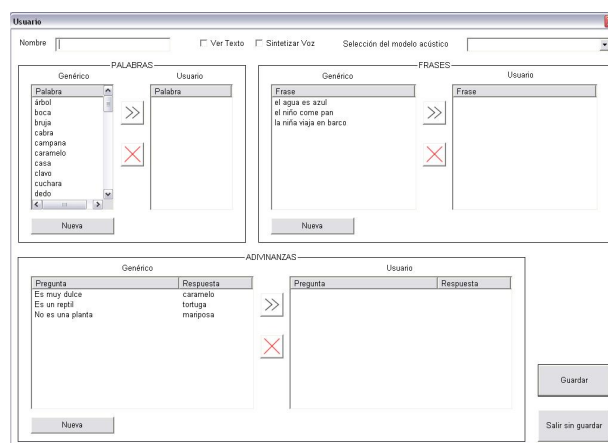 Usuario
Nombre
Ver Texto
Sintetizar Voz
Selección del modelo acústico
PALABRAS
Genérico
Usuario
Palabra
árbol
boca
bruja
cabra
campana
caramelo
casa
clavo
cuchara
dedo
Palabra
Nueva
FRASES
Genérico
Usuario
Frase
el agua es azul
el niño come pan
la niña viaja en barco
Frase
Nueva
ADIVINANZAS
Genérico
Usuario
Pregunta Respuesta
Es muy dulce caramelo
Es un reptil tortuga
No es una planta mariposa
Pregunta Respuesta
Nueva
Guardar
Salir sin guardar